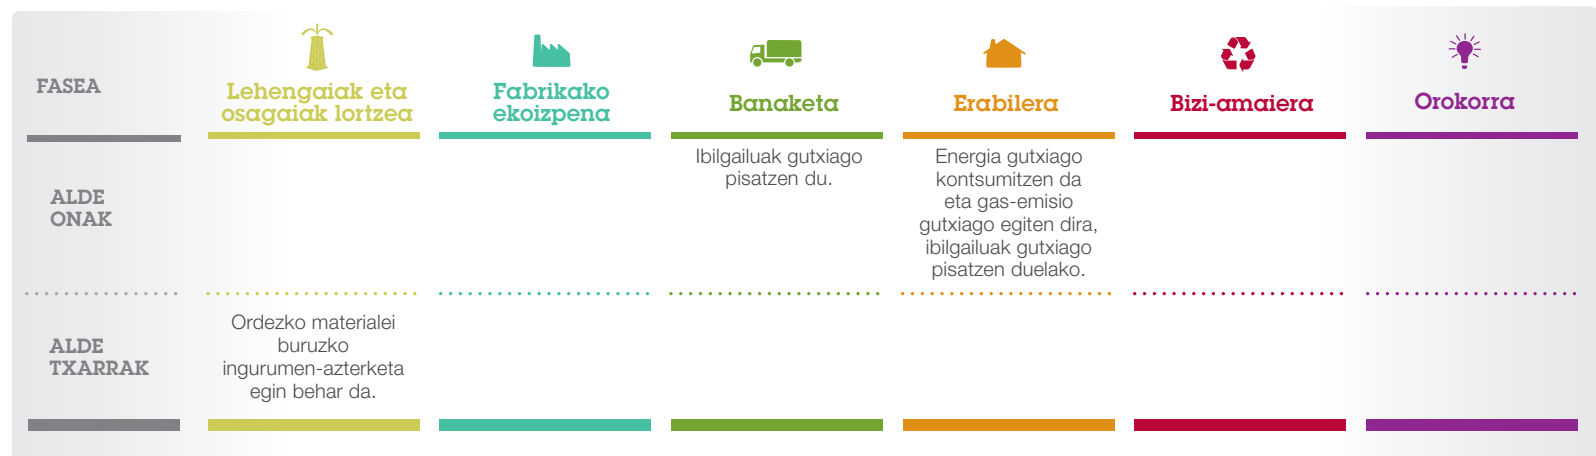 FASEA
Lehengaiak eta
osagaiak lortzea
Fabrikako
ekoizpena
Banaketa
Erabilera
Bizi-amaiera
Orokorra
ALDE
ONAK
Ibilgailuak gutxiago
pisatzen du.
Energia gutxiago
kontsumitzen da
eta gas-emisio
gutxiago egiten dira,
ibilgailuak gutxiago
pisatzen duelako.
ALDE
TXARRAK
Ordezko materialei
buruzko
ingurumen-azterketa
egin behar da.